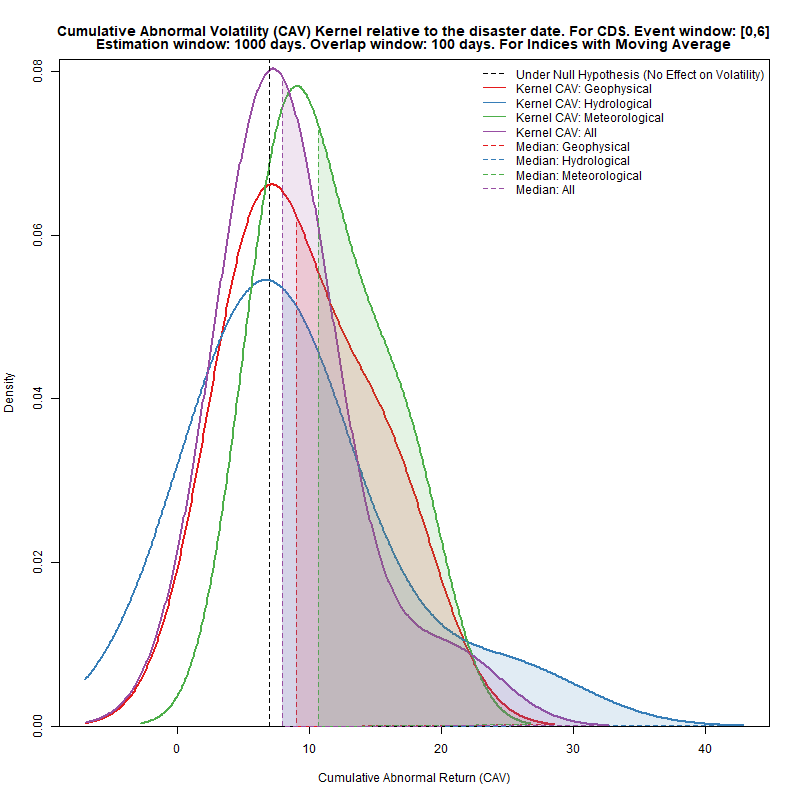 Cumulative Abnormal Volatility (CAV) Kernel relative to the disaster date. For CDS. Event window: [0,6]
Estimation window: 1000 days. Overlap window: 100 days. For Indices with Moving Average
Under Null Hypothesis (No Effect on Volatility)
Kernel CAV: Geophysical
Kernel CAV: Hydrological
Kernel CAV: Meteorological
Kernel CAV: All
Median: Geophysical
Median: Hydrological
Median: Meteorological
Median: All
Density
0.08
0.06
0.04
0.02
0.00
0 10 20 30 40
Cumulative Abnormal Return (CAV)